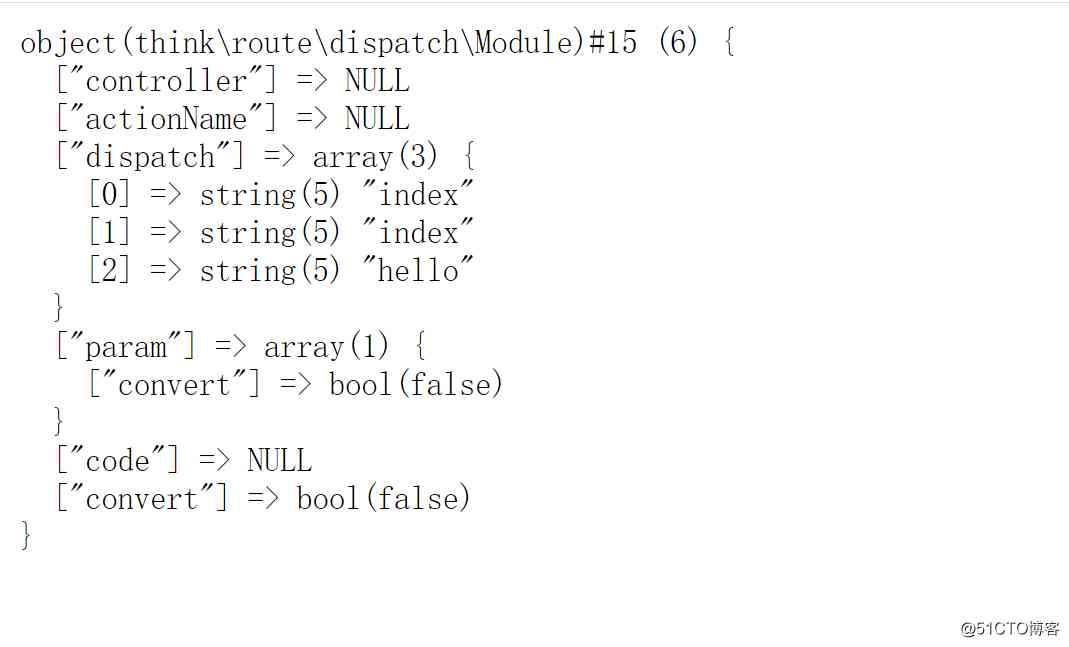 object(think\route\dispatch\Module)#15 (6) {
  ["controller"] => NULL
  ["actionName"] => NULL
  ["dispatch"] => array(3) {
    [0] => string(5) "index"
    [1] => string(5) "index"
    [2] => string(5) "hello"
  }
  ["param"] => array(1) {
    ["convert"] => bool(false)
  }
  ["code"] => NULL
  ["convert"] => bool(false)
}
@51CTO博客